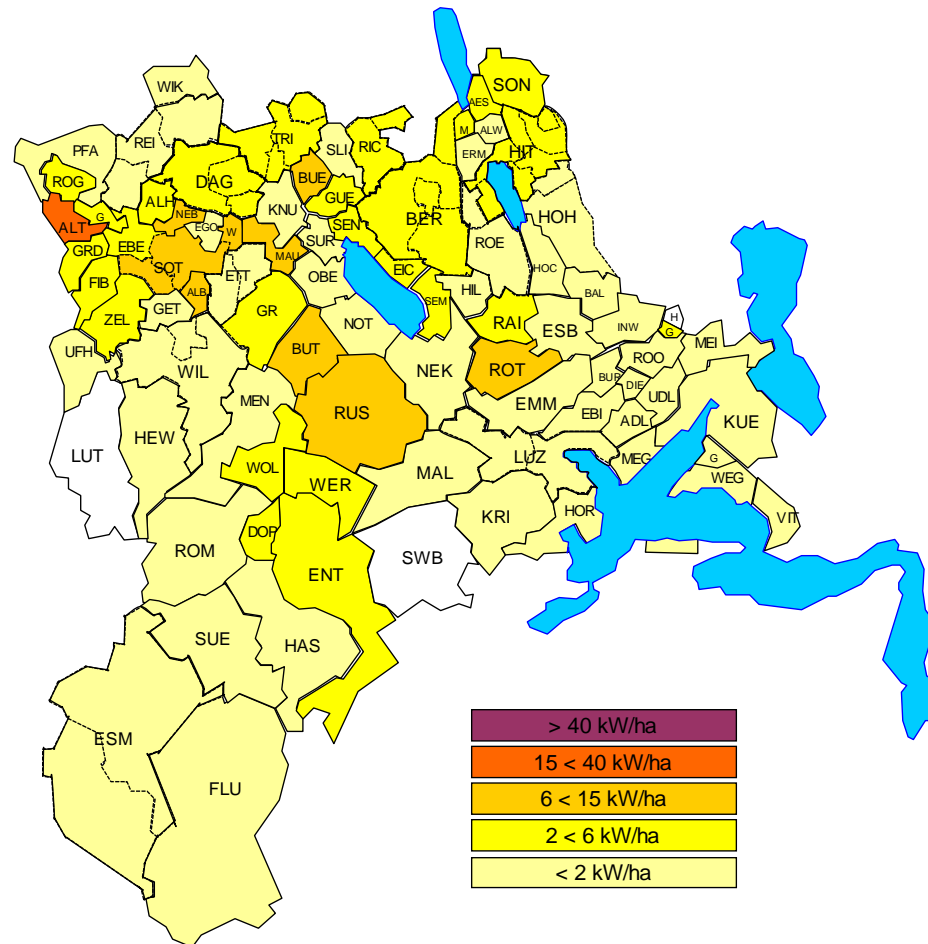 SON
WIK
AES
M
ALW
REI
TRI
PFA
SLI
RIC
ERM
HIT
ROG
DAG
BUE
GUE
ALH
G
NEB
KNU
HOH
ALT
EGO
W
SEN
BER
EBE
SUR
ROE
GRD
SOT
MAU
EIC
HOC
FIB
ETT
OBE
HIL
ALB
SEM
BAL
GET
GR
NOT
H
ZEL
RAI
ESB
INW
G
MEI
UFH
BUT
ROO
WIL
NEK
ROT
BUR
DIE
MEN
UDL
EMM
RUS
EBI
ADL
KUE
HEW
LUT
LUZ
MEG
G
WOL
MAL
WEG
WER
HOR
VIT
KRI
DOP
ROM
SWB
ENT
SUE
HAS
ESM
FLU
> 40 kW/ha
15 < 40 kW/ha
6 < 15 kW/ha
2 < 6 kW/ha
< 2 kW/ha